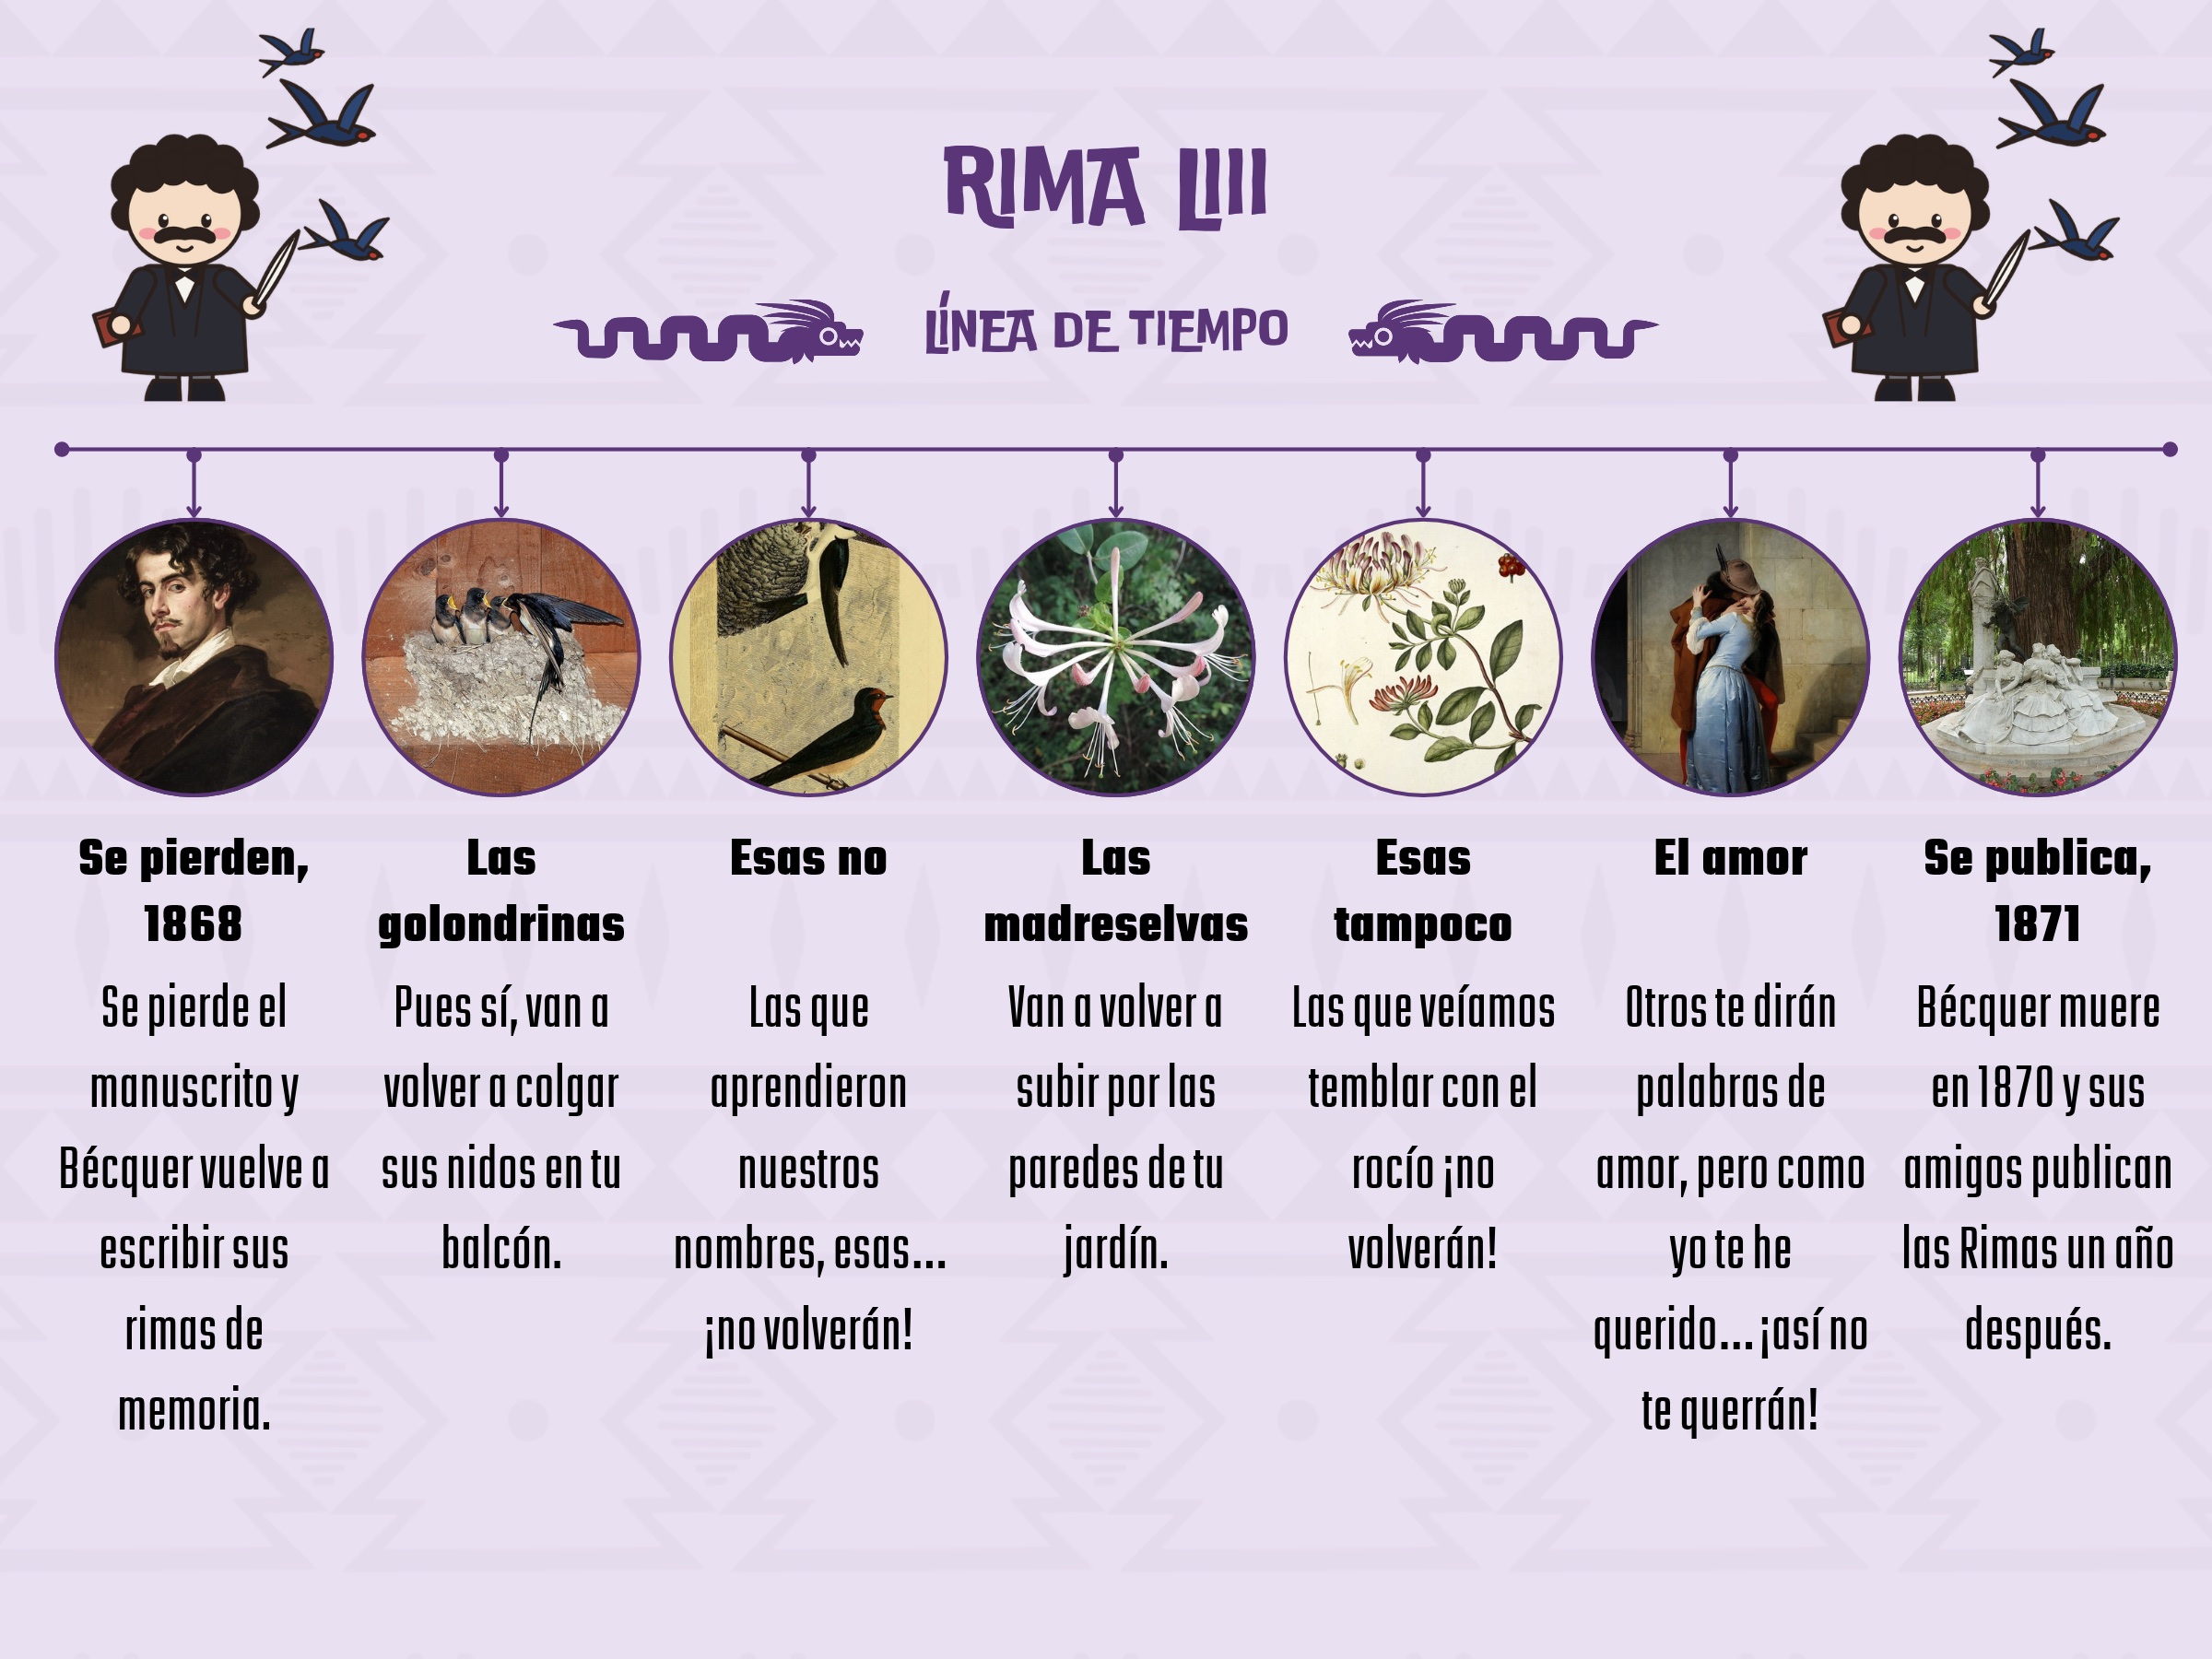 RIMA LIII
LÍNEA DE TIEMPO
Se pierden,
1868
Se pierde el
manuscrito y
Bécquer vuelve a
escribir sus
rimas de
memoria.
Las
golondrinas
Pues sí, van a
volver a colgar
sus nidos en tu
balcón.
Esas no
Las que
aprendieron
nuestros
nombres, esas...
¡no volverán!
Las
madreselvas
Van a volver a
subir por las
paredes de tu
jardín.
Esas
tampoco
Las que veíamos
temblar con el
rocío ¡no
volverán!
El amor
Otros te dirán
palabras de
amor, pero como
yo te he
querido... ¡así no
te querrán!
Se publica,
1871
Bécquer muere
en 1870 y sus
amigos publican
las Rimas un año
después.